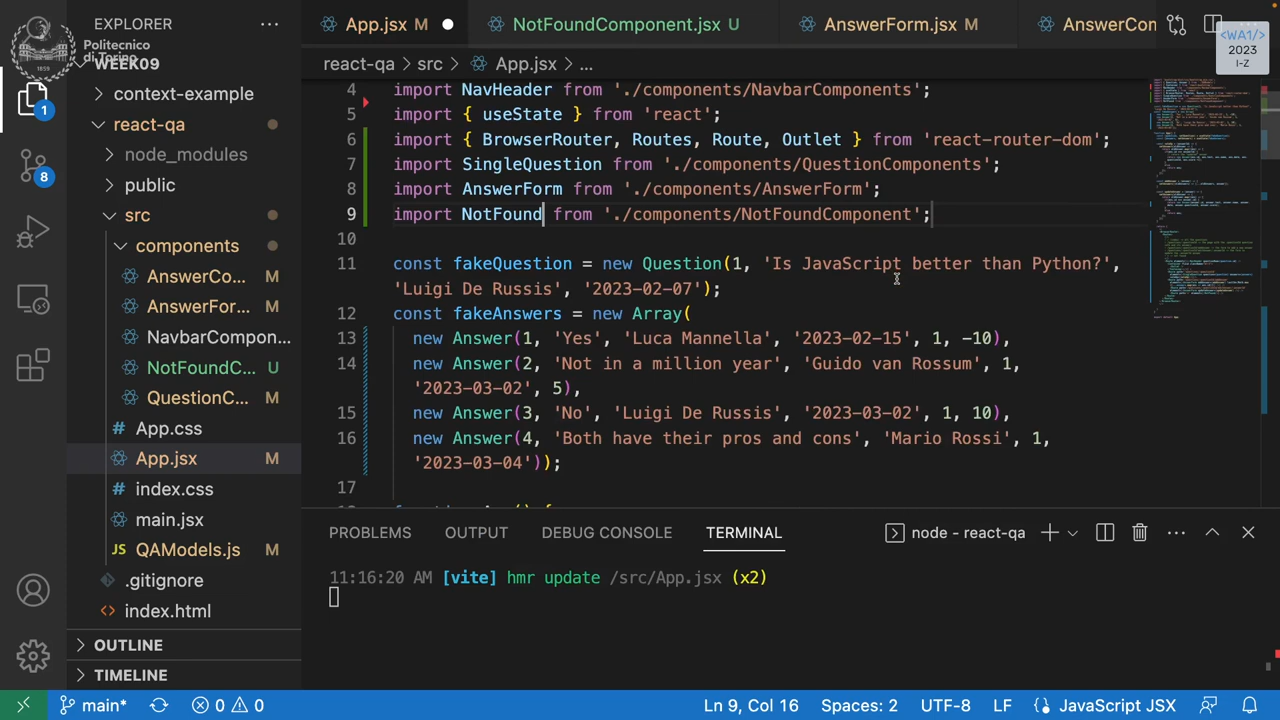 EXPLORER
WEEK09
context-example
react-qa
node_modules
public
src
components
AnswerCo... M
AnswerFor... M
NavbarCompon...
NotFoundC... U
QuestionC... M
App.css
App.jsx M
index.css
main.jsx
JS QAModels.js M
.gitignore
index.html
OUTLINE
TIMELINE
Politecnico
di Torino
1859
1
8
App.jsx M
NotFoundComponent.jsx U
AnswerForm.jsx M
AnswerCon
<WA1/>
2023
I-Z
react-qa > src > App.jsx > ...
4 import NavHeader from './components/NavbarComponents';
5 import { useState } from 'react';
6 import { BrowserRouter, Routes, Route, Outlet } from 'react-router-dom';
7 import SingleQuestion from './components/QuestionComponents';
8 import AnswerForm from './components/AnswerForm';
9 import NotFound from './components/NotFoundComponent';
10
11 const fakeQuestion = new Question(1, 'Is JavaScript better than Python?',
'Luigi De Russis', '2023-02-07');
12 const fakeAnswers = new Array(
13 new Answer(1, 'Yes', 'Luca Mannella', '2023-02-15', 1, -10),
14 new Answer(2, 'Not in a million year', 'Guido van Rossum', 1,
'2023-03-02', 5),
15 new Answer(3, 'No', 'Luigi De Russis', '2023-03-02', 1, 10),
16 new Answer(4, 'Both have their pros and cons', 'Mario Rossi', 1,
'2023-03-04'));
17
PROBLEMS OUTPUT DEBUG CONSOLE TERMINAL
node - react-qa
11:16:20 AM [vite] hmr update /src/App.jsx (x2)
main* 0 0
Ln 9, Col 16 Spaces: 2 UTF-8 LF JavaScript JSX